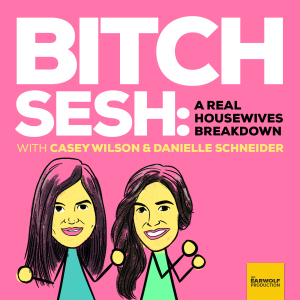 BITCH
SESH:
A REAL
HOUSEWIVES
BREAKDOWN
WITH CASEY WILSON & DANIELLE SCHNEIDER
AN
EARWOLF
PRODUCTION